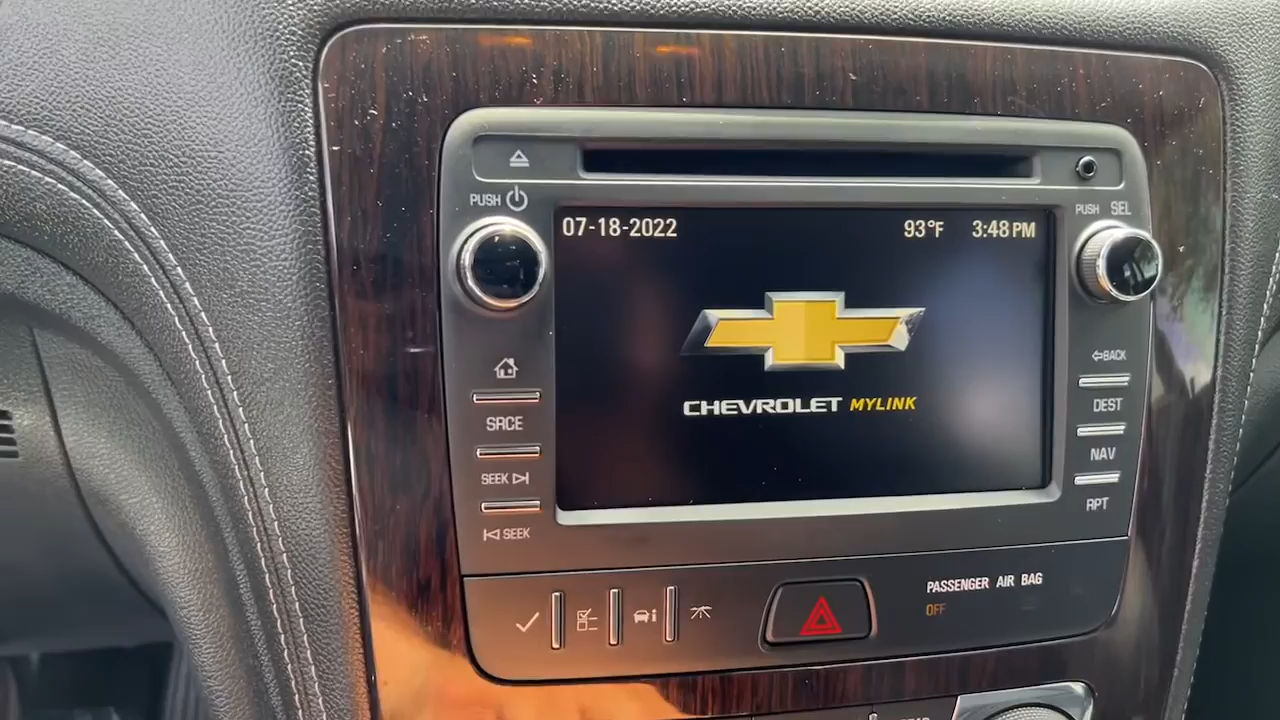 PUSH
07-18-2022 93°F 3:48 PM
PUSH SEL
CHEVROLET MYLINK
SRCE
SEEK
SEEK
BACK
DEST
NAV
RPT
PASSENGER AIR BAG
OFF